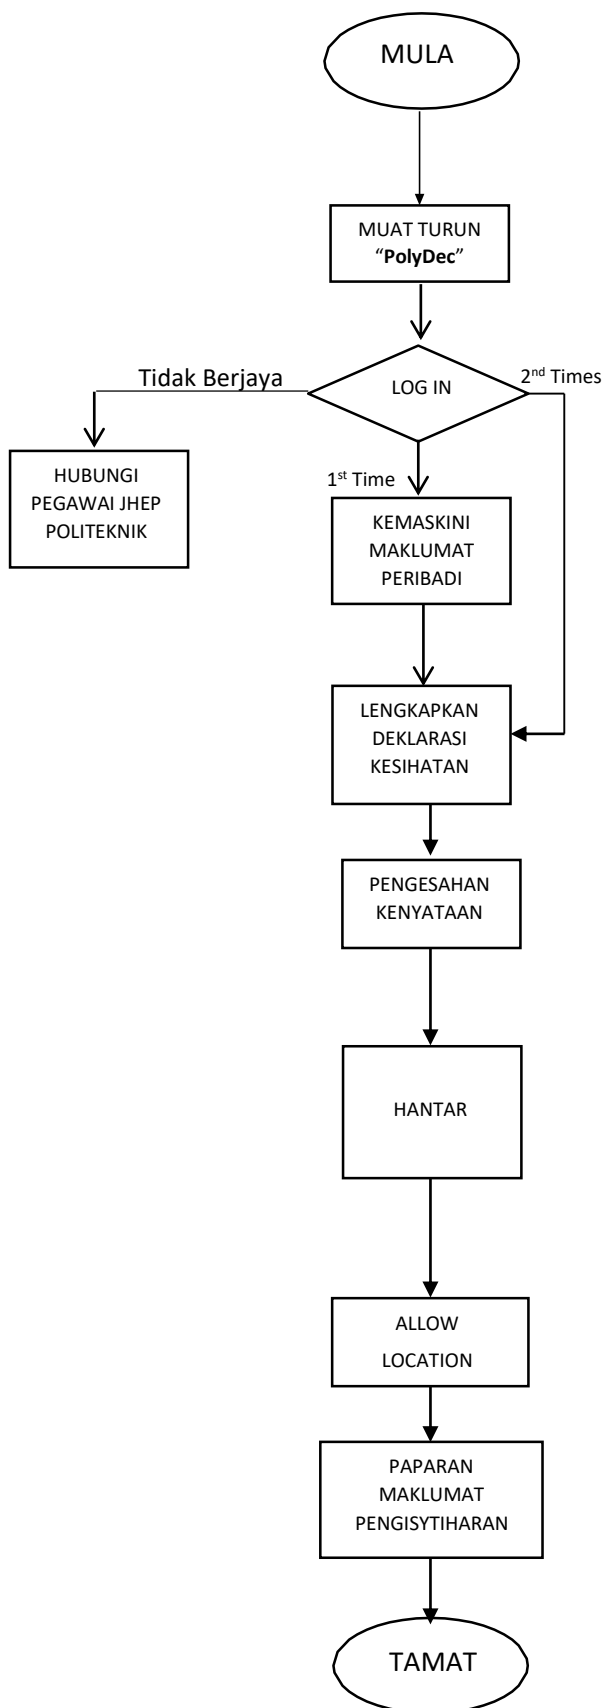 MULA
MUAT TURUN
“PolyDec”
Tidak Berjaya
LOG IN
2nd Times
HUBUNGI
PEGAWAI JHEP
POLITEKNIK
1st Time
KEMASKINI
MAKLUMAT
PERIBADI
LENGKAPKAN
DEKLARASI
KESIHATAN
PENGESAHAN
KENYATAAN
HANTAR
ALLOW
LOCATION
PAPARAN
MAKLUMAT
PENGISYTIHARAN
TAMAT